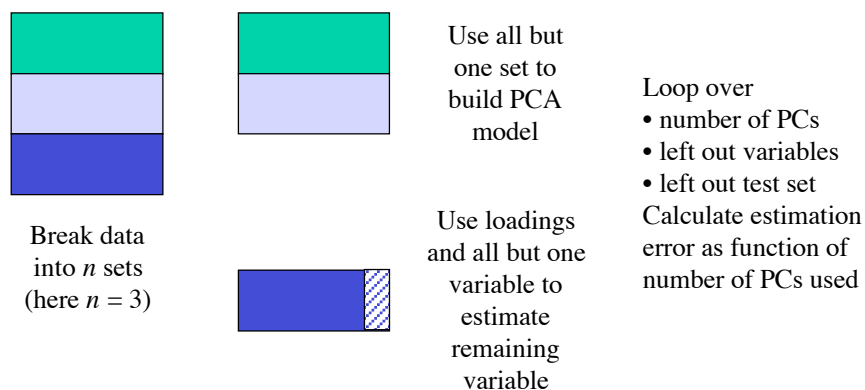 Break data
into n sets
(here n = 3)
Use all but
one set to
build PCA
model
Use loadings
and all but one
variable to
estimate
remaining
variable
Loop over
• number of PCs
• left out variables
• left out test set
Calculate estimation
error as function of
number of PCs used